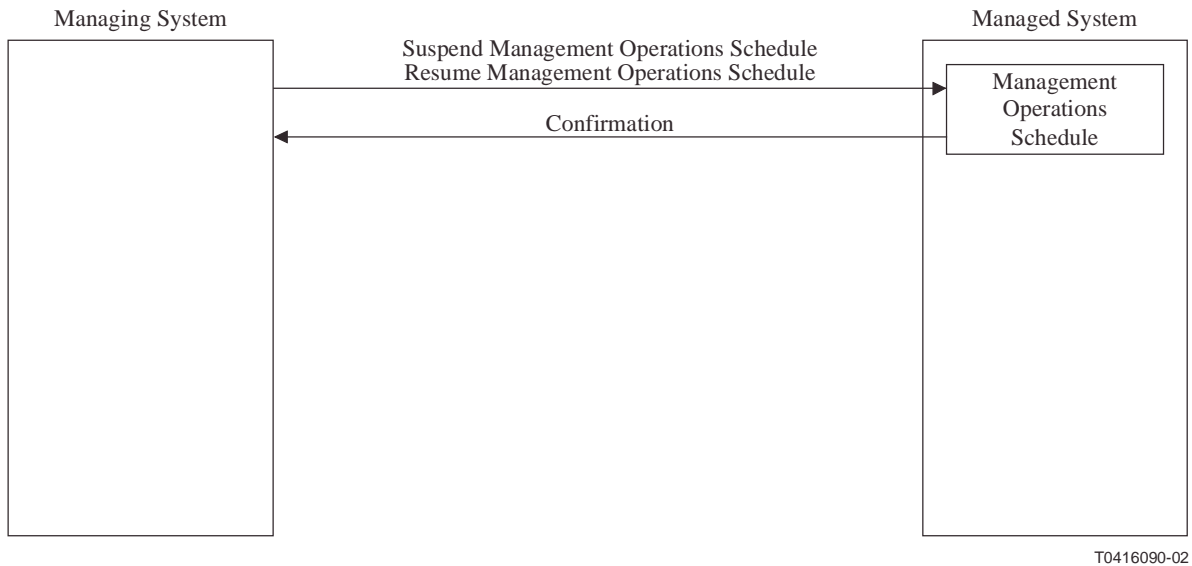 Managing System
Managed System
Suspend Management Operations Schedule
Resume Management Operations Schedule
Management
Operations
Schedule
Confirmation
T0416090-02